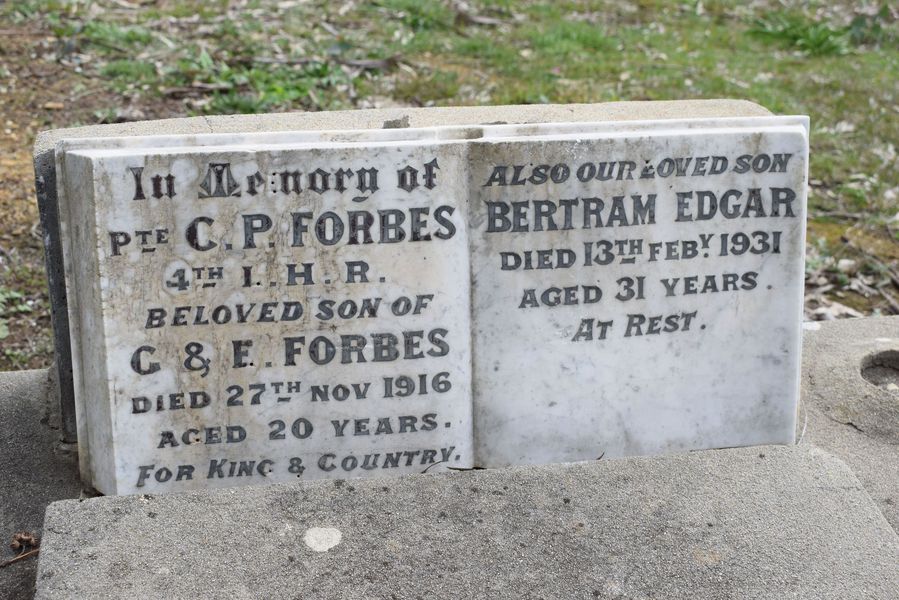 In Memory of
PTE C. P. FORBES
4TH I. H. R.
BELOVED SON OF
G & E. FORBES
DIED 27TH NOV 1916
AGED 20 YEARS.
FOR KING & COUNTRY.
ALSO OUR LOVED SON
BERTRAM EDGAR
DIED 13TH FEBY. 1931
AGED 31 YEARS.
AT REST.